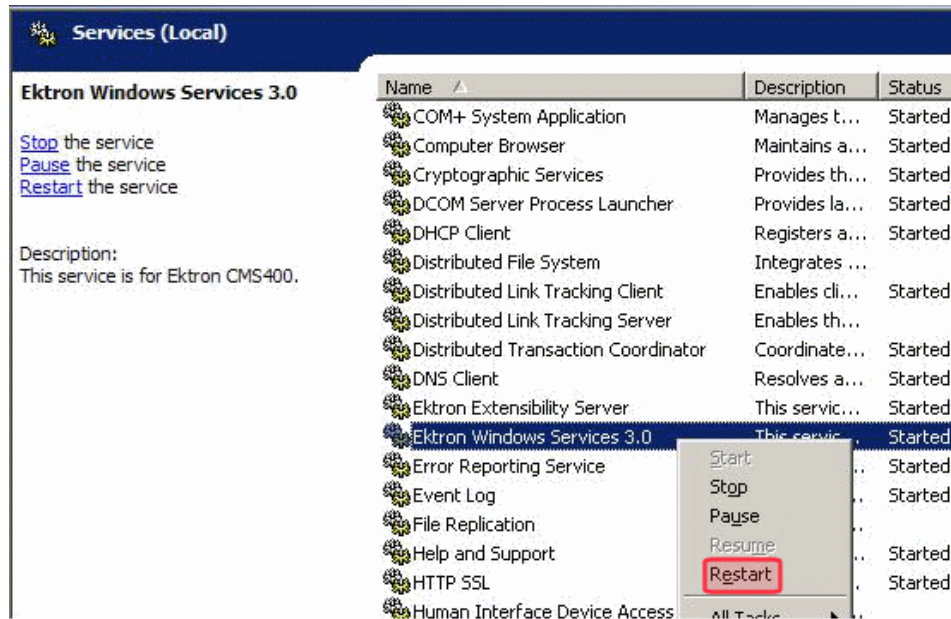 Services (Local)
Ektron Windows Services 3.0
Stop the service
Pause the service
Restart the service
Description:
This service is for Ektron CMS400.
Name Description Status
COM+ System Application Manages t... Started
Computer Browser Maintains a... Started
Cryptographic Services Provides th... Started
DCOM Server Process Launcher Provides la... Started
DHCP Client Registers a... Started
Distributed File System Integrates ...
Distributed Link Tracking Client Enables cli... Started
Distributed Link Tracking Server Enables th...
Distributed Transaction Coordinator Coordinate... Started
DNS Client Resolves a... Started
Ektron Extensibility Server This servic... Started
Ektron Windows Services 3.0 This servic... Started
Error Reporting Service Started
Event Log Started
File Replication
Help and Support Started
HTTP SSL Started
Human Interface Device Access
Start
Stop
Pause
Resume
Restart
All Tasks